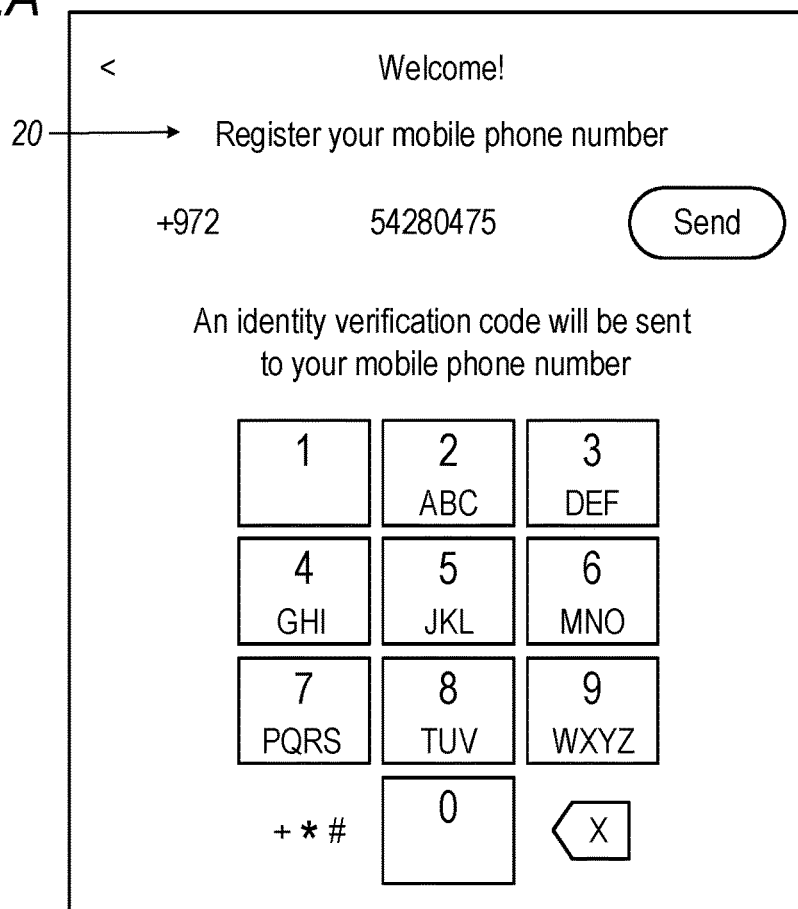 < Welcome!
20 Register your mobile phone number
+972 54280475 Send
An identity verification code will be sent
to your mobile phone number
1 2 3
ABC DEF
4 5 6
GHI JKL MNO
7 8 9
PQRS TUV WXYZ
0
+ * # X